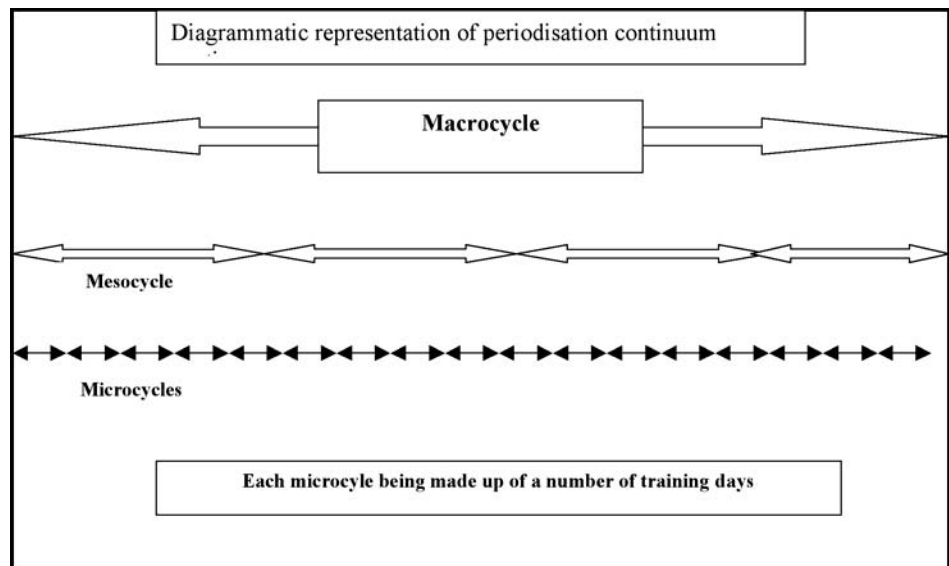 Diagrammatic representation of periodisation continuum
Macrocycle
Mesocycle
Microcycles
Each microcyle being made up of a number of training days